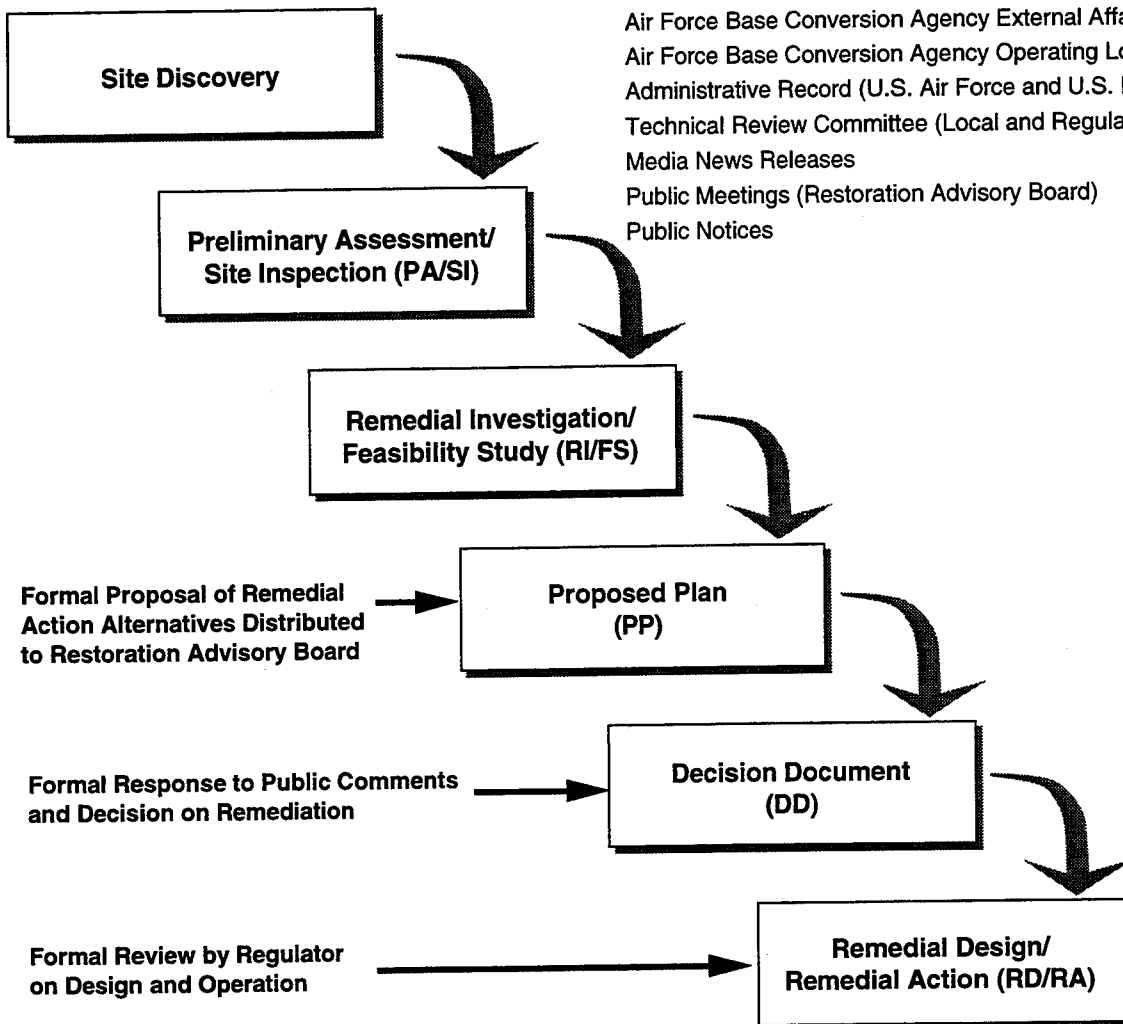 Air Force Base Conversion Agency External
Air Force Base Conversion Agency Operating
Administrative Record (U.S. Air Force and U.S.
Technical Review Committee (Local and
Media News Releases
Public Meetings (Restoration Advisory Board)
Public Notices
Site Discovery
Preliminary Assessment/
Site Inspection (PA/SI)
Remedial Investigation/
Feasibility Study (RI/FS)
Formal Proposal of Remedial
Action Alternatives Distributed
to Restoration Advisory Board
Proposed Plan
(PP)
Formal Response to Public Comments
and Decision on Remediation
Decision Document
(DD)
Formal Review by Regulator
on Design and Operation
Remedial Design/
Remedial Action (RD/RA)